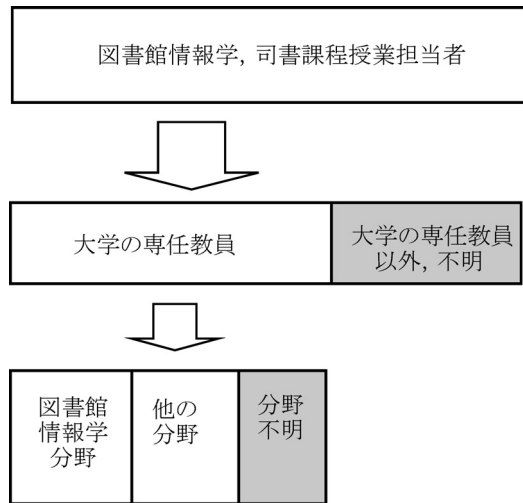 図書館情報学, 司書課程授業担当者
大学の専任教員
大学の専任教員
以外, 不明
図書館
情報学
分野
他の
分野
分野
不明